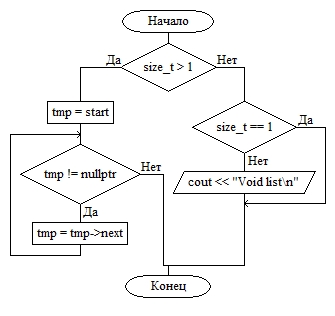 Начало
Да
Нет
size_t > 1
tmp = start
size_t == 1
Да
tmp != nullptr
Нет
Нет
cout << "Void list\n"
Да
tmp = tmp->next
Конец